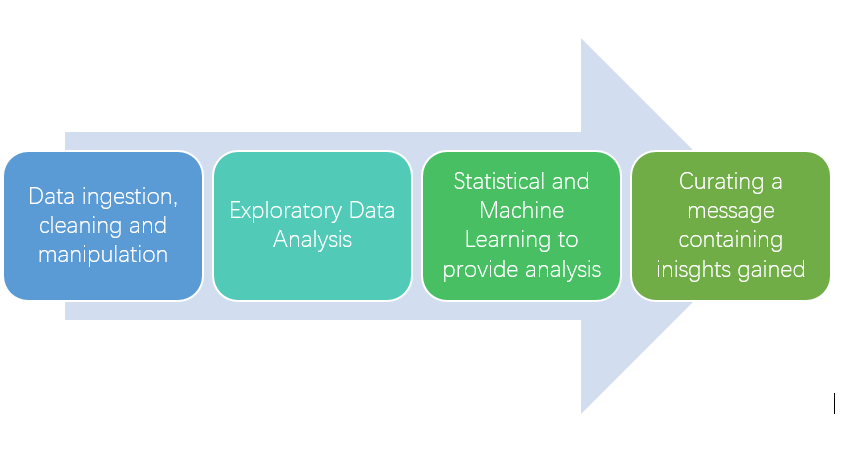 Data ingestion,
cleaning and
manipulation
Exploratory Data
Analysis
Statistical and
Machine
Learning to
provide analysis
Curating a
message
containing
inisghts gained